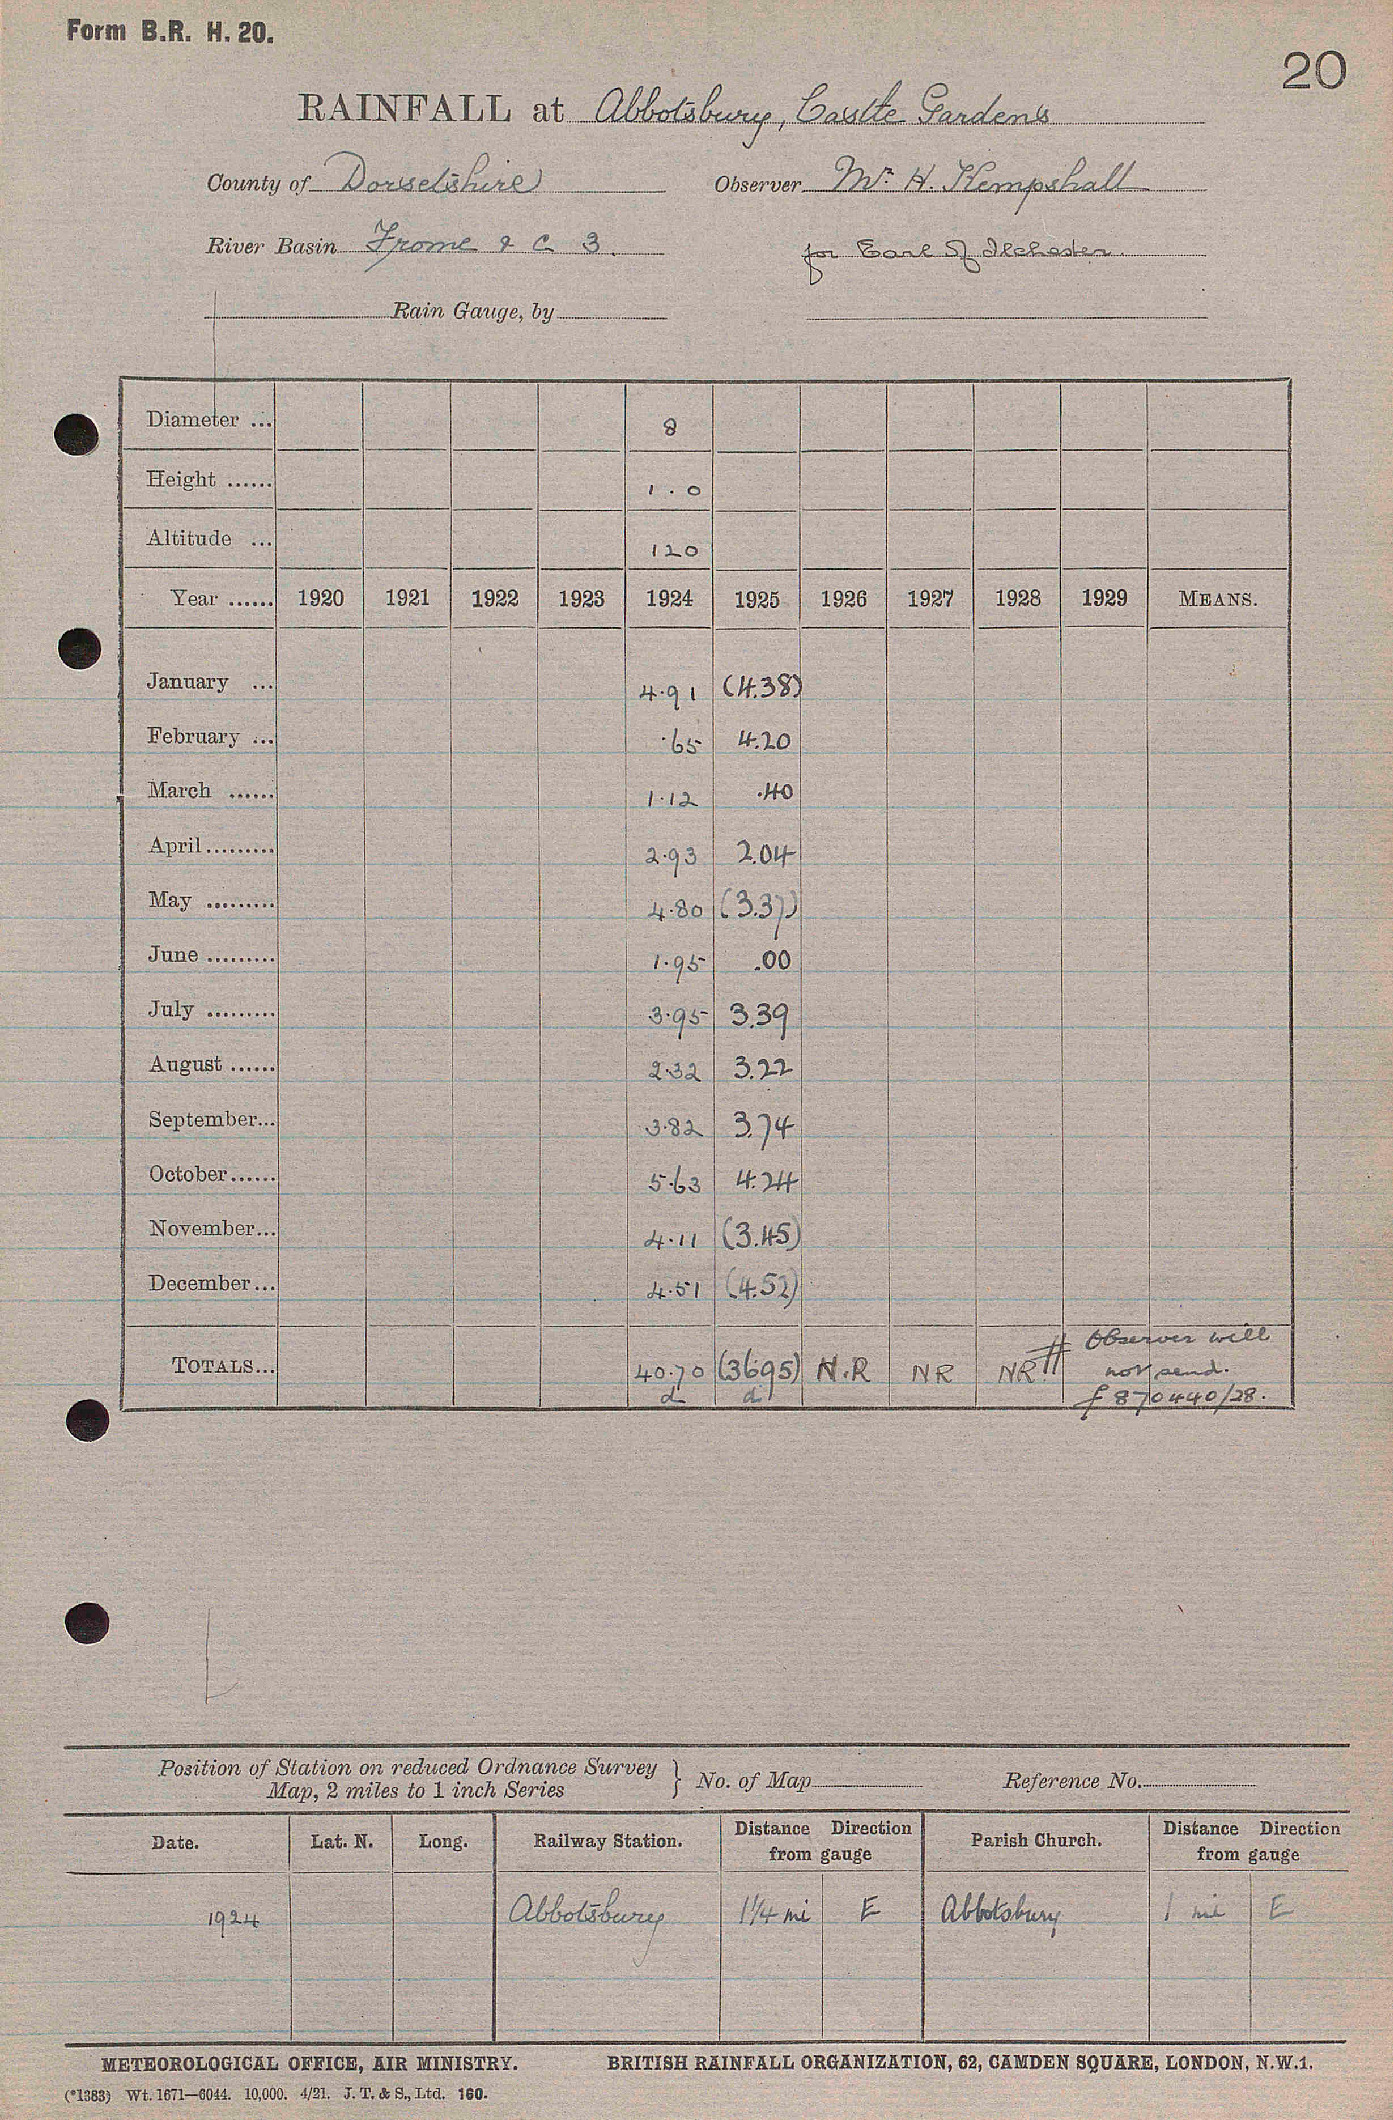 Form B.R. H. 20.
20
RAINFALL at Abbotsbury, Castle Gardens
County of Dorsetshire Observer Mr. H. Kempshall
River Basin Frome & C 3. for Earl of Ilchester.
Rain Gauge, by
Diameter ... 8
Height ...... 1.0
Altitude ... 120
Year ...... 1920 1921 1922 1923 1924 1925 1926 1927 1928 1929 MEANS.
January ... 4.91 (4.38)
February ... .65 4.20
March ...... 1.12 .40
April ......... 2.93 2.04
May ......... 4.80 (3.37)
June ......... 1.95 .00
July ......... 3.95 3.39
August ...... 2.32 3.22
September... 3.82 3.74
October ...... 5.63 4.24
November... 4.11 (3.45)
December... 4.51 (4.52)
Observer will
TOTALS... 40.70 (36.95) N.R NR NR # not send.
d d f 870440/28.
Position of Station on reduced Ordnance Survey
Map, 2 miles to 1 inch Series } No. of Map Reference No.
Date. Lat. N. Long. Railway Station. Distance Direction from gauge Parish Church. Distance Direction from gauge
1924 Abbotsbury 1 1/4 mi E Abbotsbury 1 mi E
METEOROLOGICAL OFFICE, AIR MINISTRY. BRITISH RAINFALL ORGANIZATION, 62, CAMDEN SQUARE, LONDON, N.W.1.
(*1383) Wt. 1671—6044. 10,000. 4/21. J. T. & S., Ltd. 160.